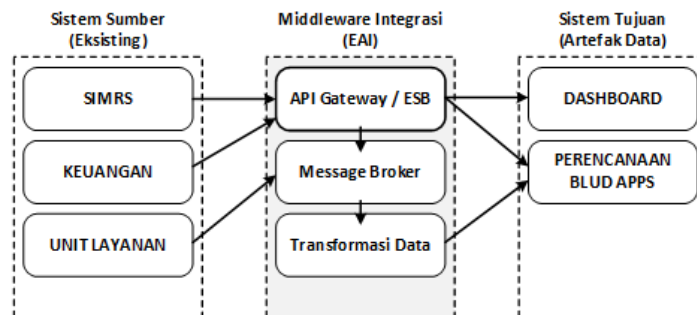 Sistem Sumber
(Eksisting)
SIMRS
KEUANGAN
UNIT LAYANAN
Middleware Integrasi
(EAI)
API Gateway / ESB
Message Broker
Transformasi Data
Sistem Tujuan
(Artefak Data)
DASHBOARD
PERENCANAAN
BLUD APPS